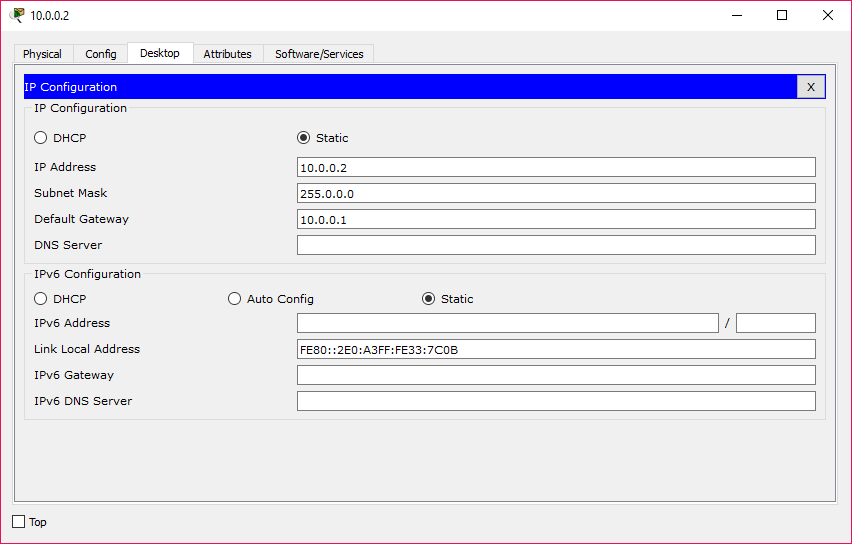 10.0.0.2
Physical Config Desktop Attributes Software/Services
IP Configuration X
IP Configuration
DHCP Static
IP Address 10.0.0.2
Subnet Mask 255.0.0.0
Default Gateway 10.0.0.1
DNS Server
IPv6 Configuration
DHCP Auto Config Static
IPv6 Address /
Link Local Address FE80::2E0:A3FF:FE33:7C0B
IPv6 Gateway
IPv6 DNS Server
Top